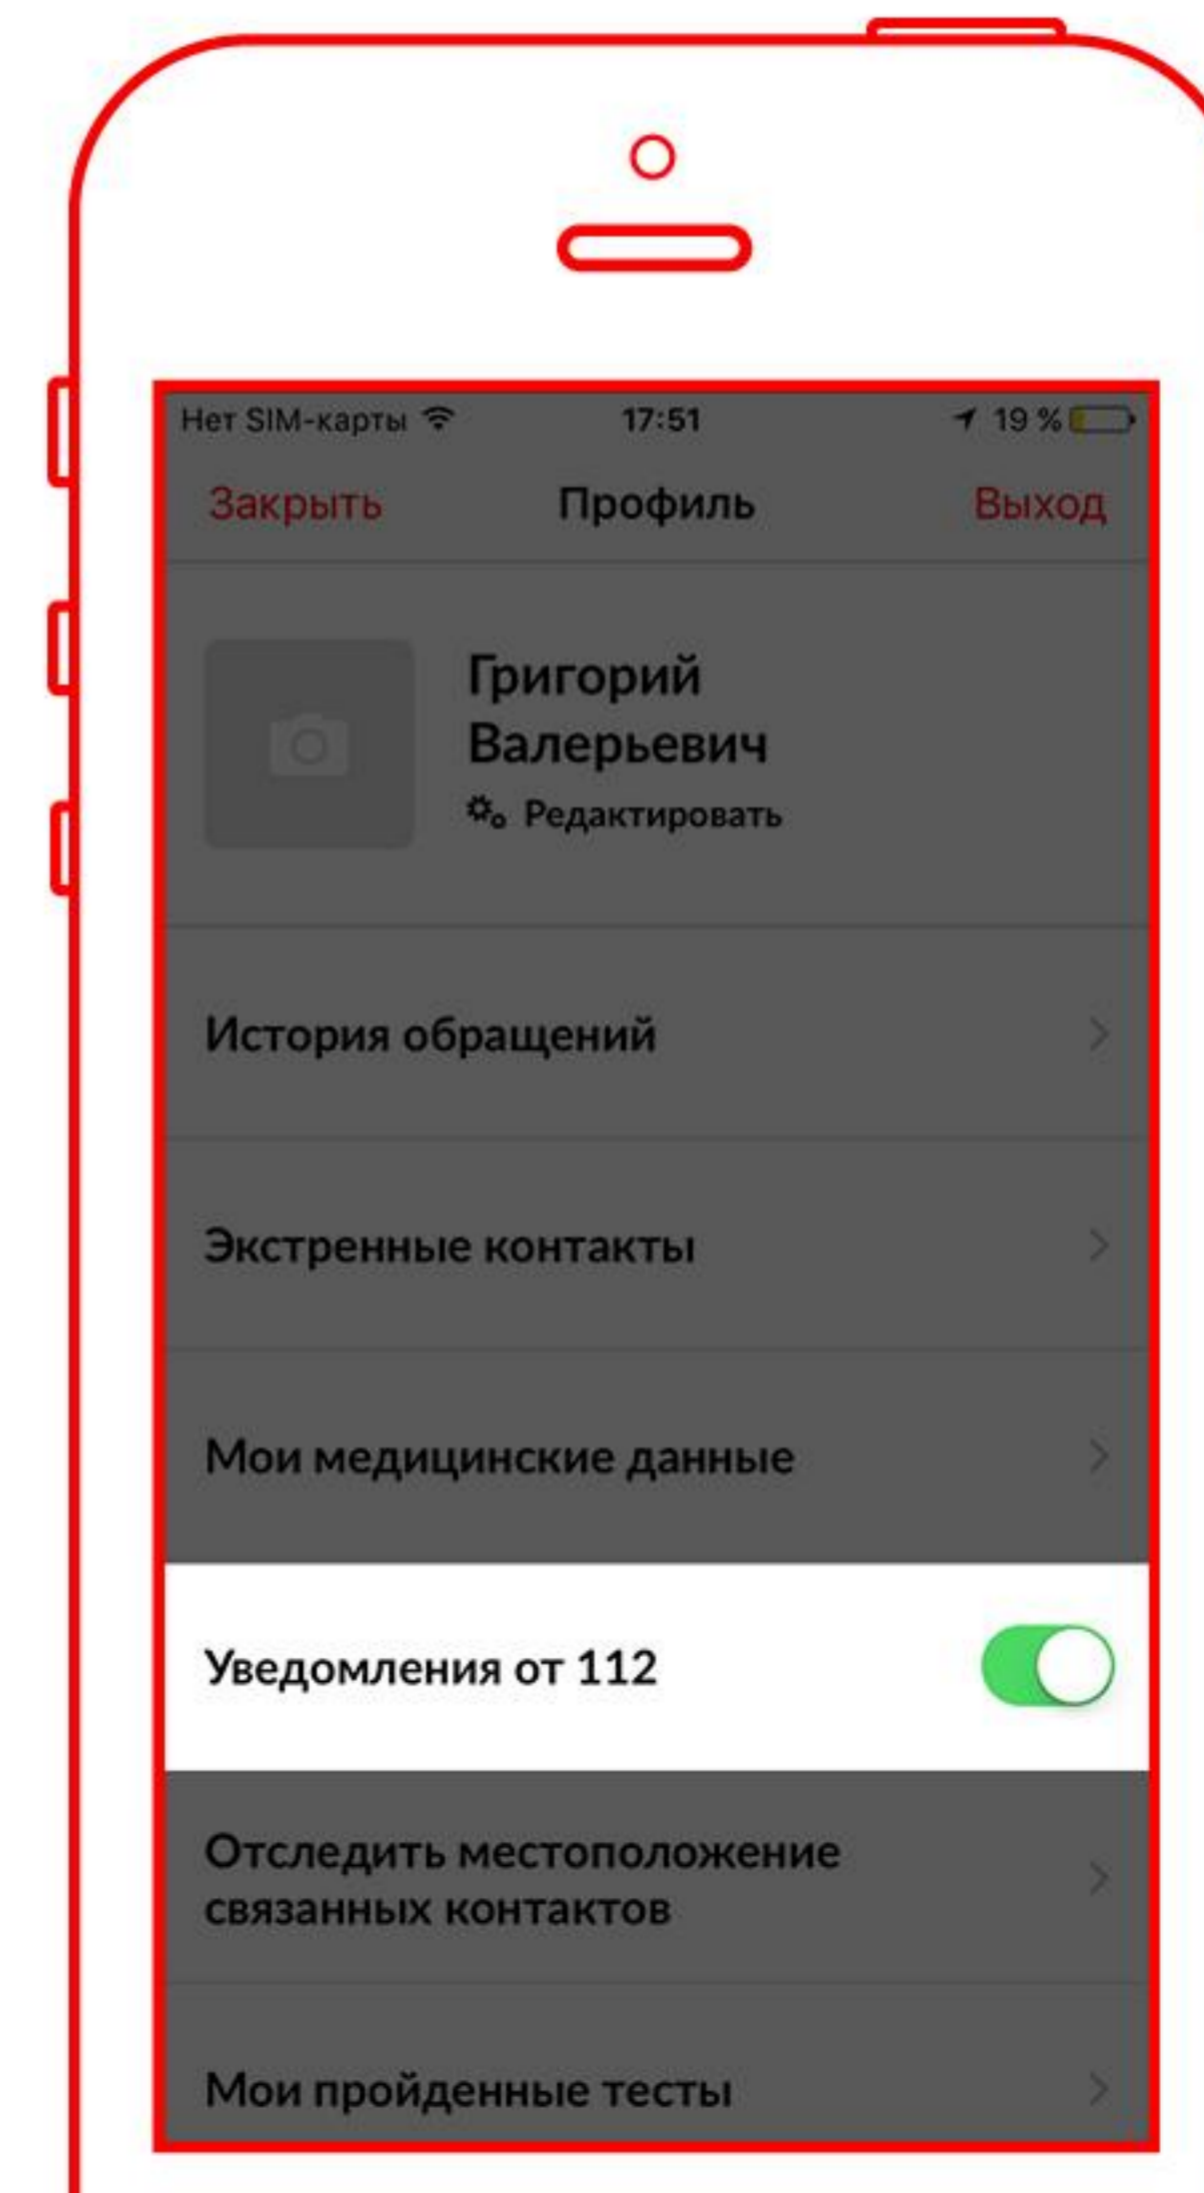 Нет SIM-карты 17:51 19 %
Закрыть Профиль Выход
Григорий
Валерьевич
Редактировать
История обращений
Экстренные контакты
Мои медицинские данные
Уведомления от 112
Отследить местоположение
связанных контактов
Мои пройденные тесты